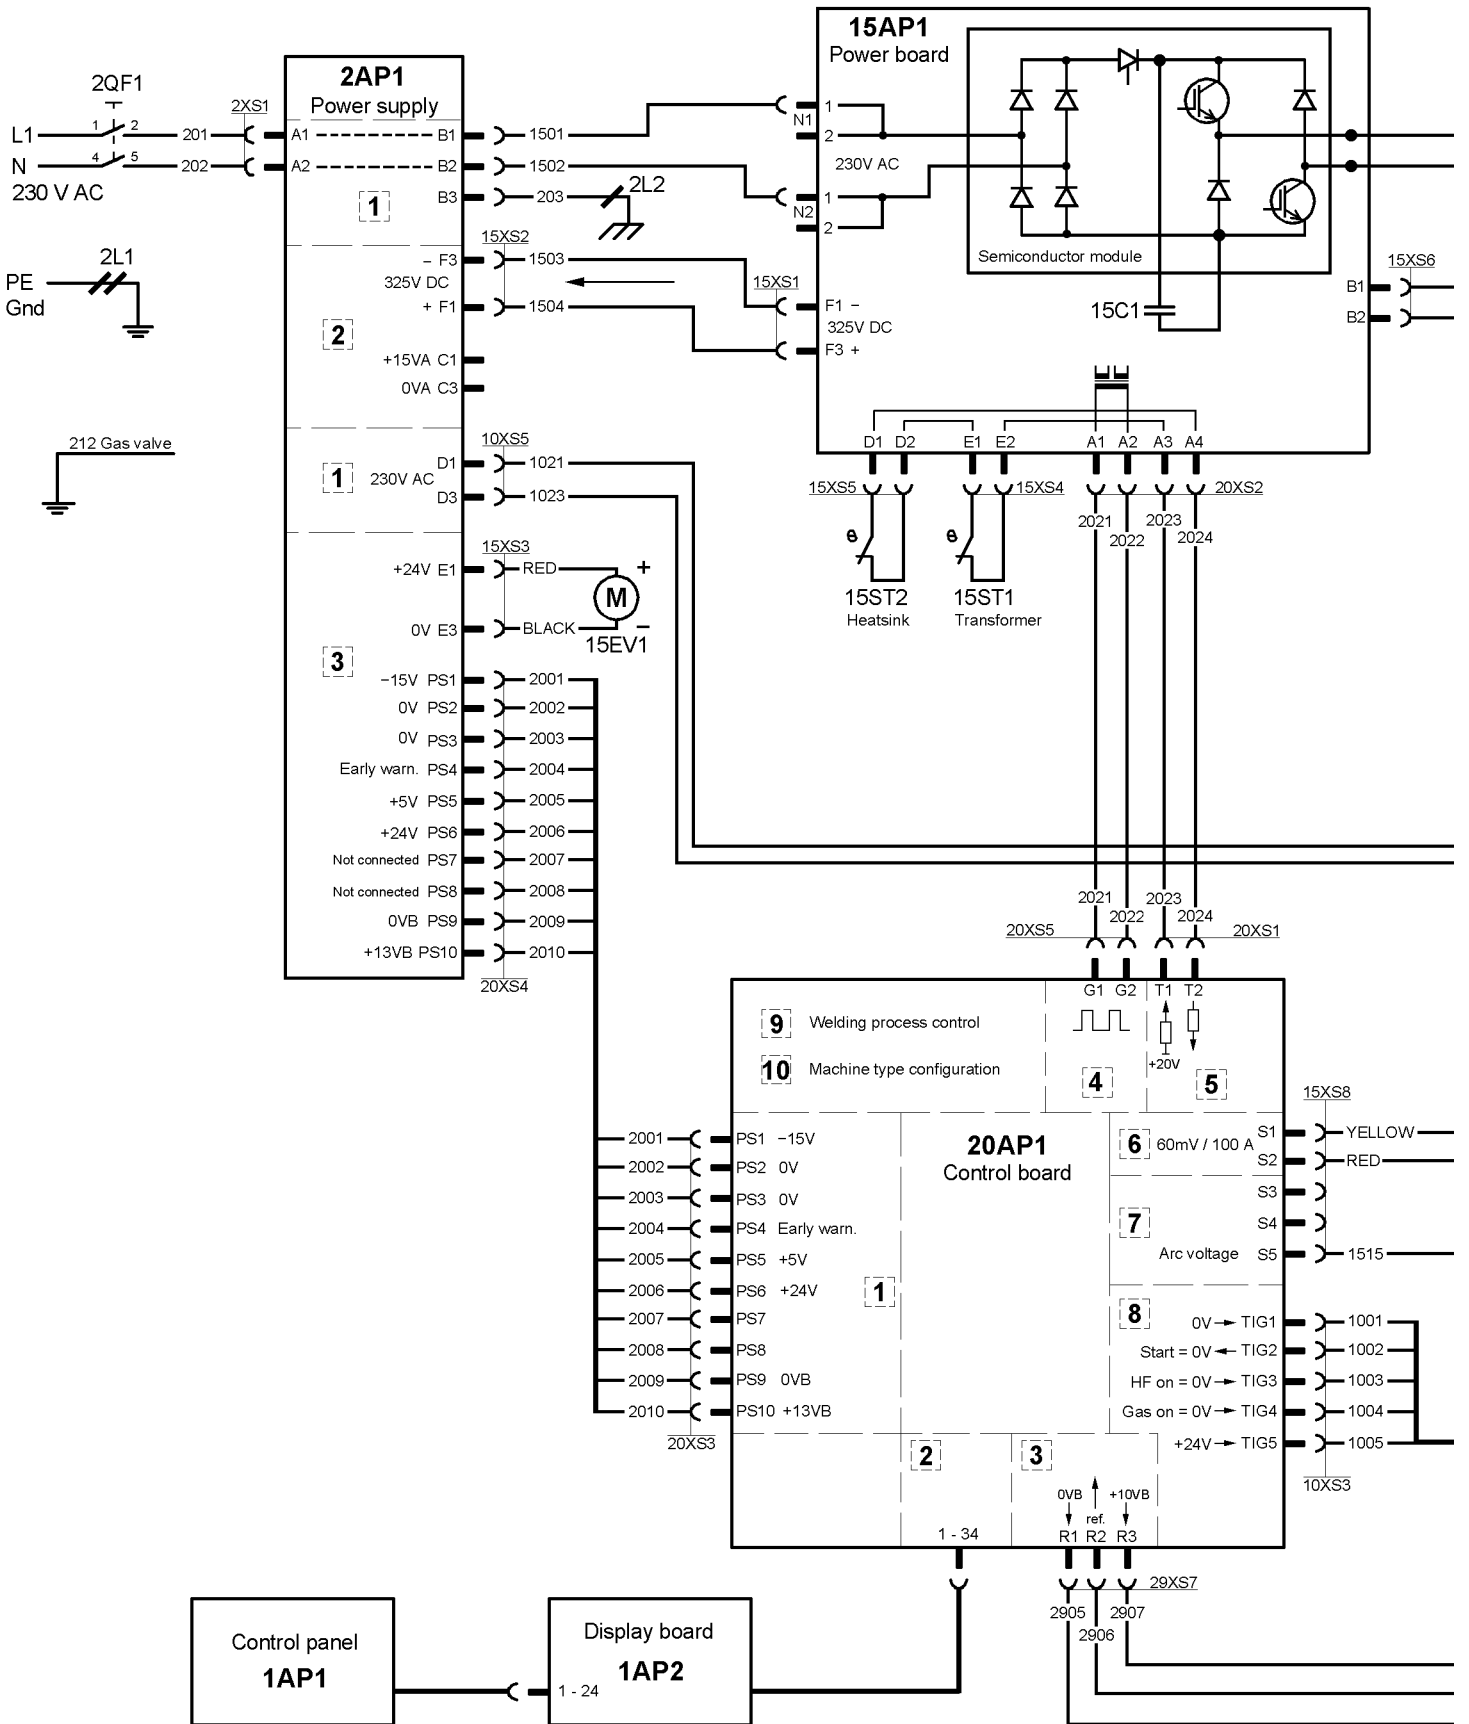 15AP1
Power board
2QF1
2XS1
2AP1
Power supply
L1 1 2 201 A1 B1 1501
N 4 5 202 A2 B2 1502
230 V AC
1 B3 203 2L2
N1 1
2
230V AC
N2 1
2
Semiconductor module
15C1
15XS6
B1
B2
PE
Gnd
2L1
15XS2
– F3 1503
325V DC
+ F1 1504
2
+15VA C1
0VA C3
15XS1
F1 –
325V DC
F3 +
D1 D2 E1 E2 A1 A2 A3 A4
15XS5 15XS4 20XS2
2021 2022 2023 2024
212 Gas valve
10XS5
1 230V AC
D1 1021
D3 1023
θ θ
15ST2
Heatsink
15ST1
Transformer
15XS3
+24V E1 RED +
M
0V E3 BLACK –
15EV1
3
–15V PS1 2001
0V PS2 2002
0V PS3 2003
Early warn. PS4 2004
+5V PS5 2005
+24V PS6 2006
Not connected PS7 2007
Not connected PS8 2008
0VB PS9 2009
+13VB PS10 2010
20XS4
2021 2022 2023 2024
20XS5 20XS1
G1 G2 T1 T2
+20V
9 Welding process control
10 Machine type configuration
4
5
20AP1
Control board
15XS8
6 60mV / 100 A
S1 YELLOW
S2 RED
S3
7 S4
Arc voltage S5 1515
2001 PS1 –15V
2002 PS2 0V
2003 PS3 0V
2004 PS4 Early warn.
2005 PS5 +5V
2006 PS6 +24V
1
2007 PS7
2008 PS8
2009 PS9 0VB
2010 PS10 +13VB
20XS3
8
0V TIG1 1001
Start = 0V TIG2 1002
HF on = 0V TIG3 1003
Gas on = 0V TIG4 1004
+24V TIG5 1005
10XS3
2
3
0VB +10VB
ref.
1 - 34
R1 R2 R3
29XS7
2905 2906 2907
Control panel
1AP1
Display board
1AP2
1 - 24